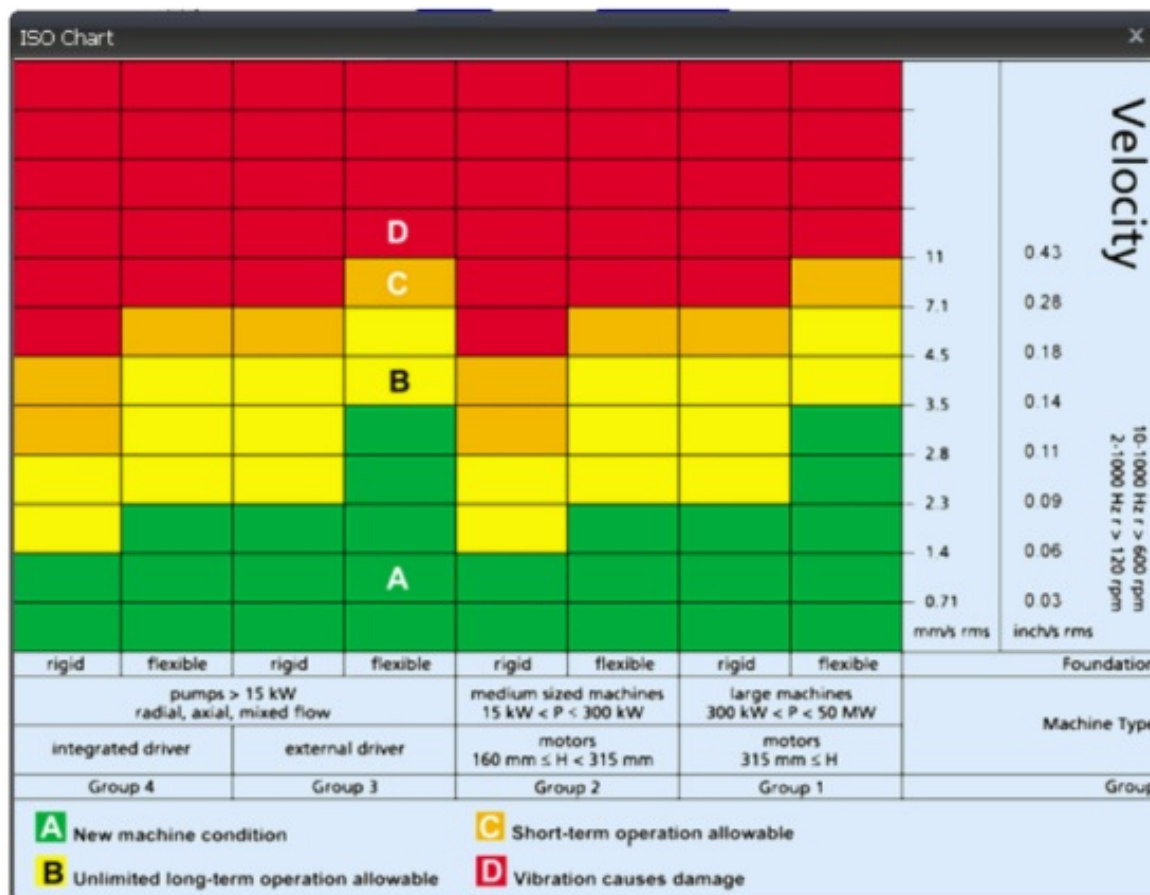 ISO Chart x
D
C
B
A
11 0.43
7.1 0.28
4.5 0.18
3.5 0.14
2.8 0.11
2.3 0.09
1.4 0.06
0.71 0.03
mm/s rms inch/s rms
Velocity
10-1000 Hz r > 600 rpm
2-1000 Hz r > 120 rpm
rigid flexible rigid flexible rigid flexible rigid flexible Foundation
pumps > 15 kW
radial, axial, mixed flow
medium sized machines
15 kW < P ≤ 300 kW
large machines
300 kW < P < 50 MW
Machine Type
integrated driver external driver
motors
160 mm ≤ H < 315 mm
motors
315 mm ≤ H
Group 4 Group 3 Group 2 Group 1 Group
A New machine condition
C Short-term operation allowable
B Unlimited long-term operation allowable
D Vibration causes damage